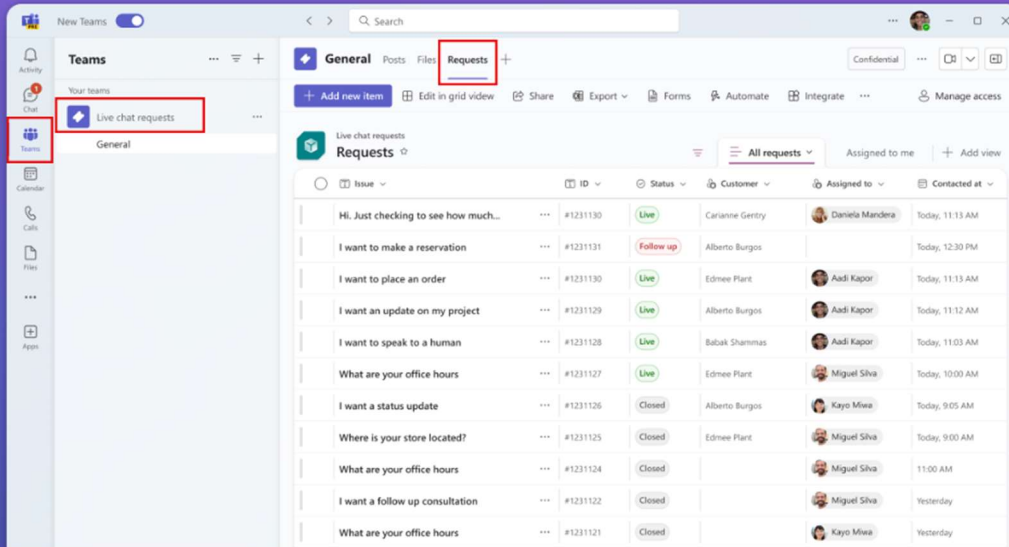 New Teams
Search
Activity
1
Chat
Teams
Calendar
Calls
Files
Apps
Teams
Your teams
Live chat requests
General
General Posts Files Requests
Confidential
Add new item Edit in grid videw Share Export Forms Automate Integrate Manage access
Live chat requests
Requests
All requests Assigned to me Add view
Issue ID Status Customer Assigned to Contacted at
Hi. Just checking to see how much... #1231130 Live Carianne Gentry Daniela Mandera Today, 11:13 AM
I want to make a reservation #1231131 Follow up Alberto Burgos Today, 12:30 PM
I want to place an order #1231130 Live Edmee Plant Aadi Kapor Today, 11:13 AM
I want an update on my project #1231129 Live Alberto Burgos Aadi Kapor Today, 11:12 AM
I want to speak to a human #1231128 Live Babak Shammas Aadi Kapor Today, 11:03 AM
What are your office hours #1231127 Live Edmee Plant Miguel Silva Today, 10:00 AM
I want a status update #1231126 Closed Alberto Burgos Kayo Miwa Today, 9:05 AM
Where is your store located? #1231125 Closed Edmee Plant Miguel Silva Today, 9:00 AM
What are your office hours #1231124 Closed Miguel Silva 11:00 AM
I want a follow up consultation #1231122 Closed Miguel Silva Yesterday
What are your office hours #1231121 Closed Kayo Miwa Yesterday